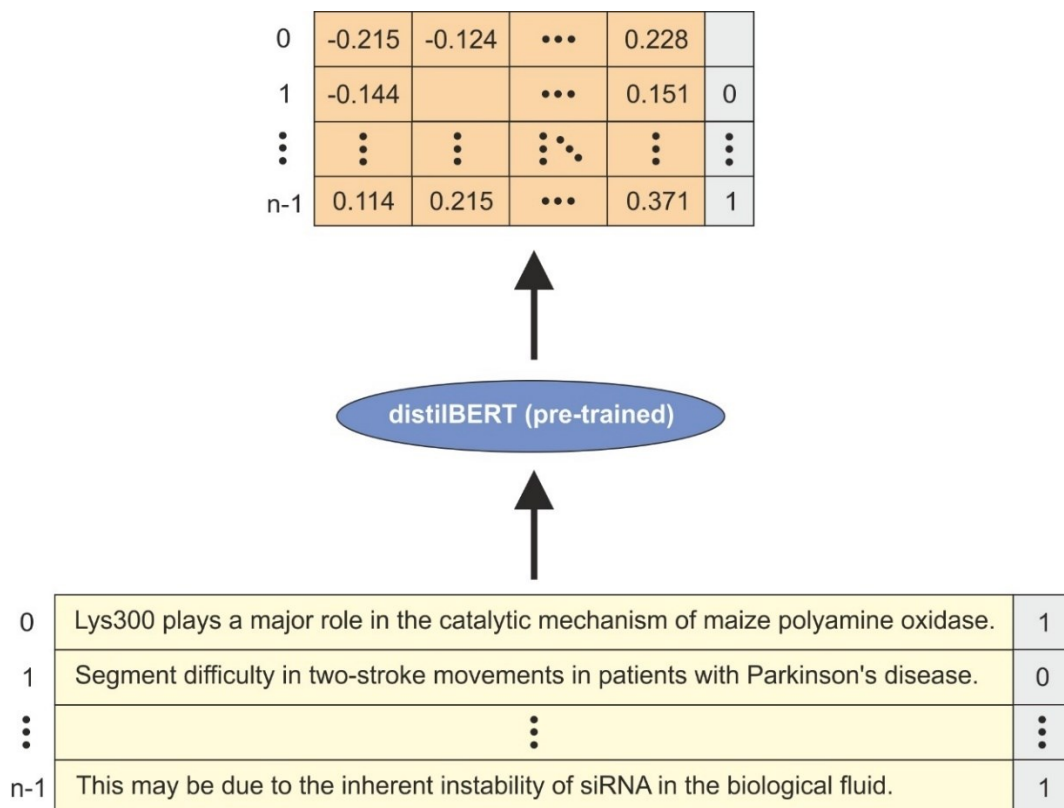 0 -0.215 -0.124 ••• 0.228
1 -0.144 ••• 0.151 0
n-1 0.114 0.215 ••• 0.371 1
distilBERT (pre-trained)
0 Lys300 plays a major role in the catalytic mechanism of maize polyamine oxidase. 1
1 Segment difficulty in two-stroke movements in patients with Parkinson's disease. 0
n-1 This may be due to the inherent instability of siRNA in the biological fluid. 1